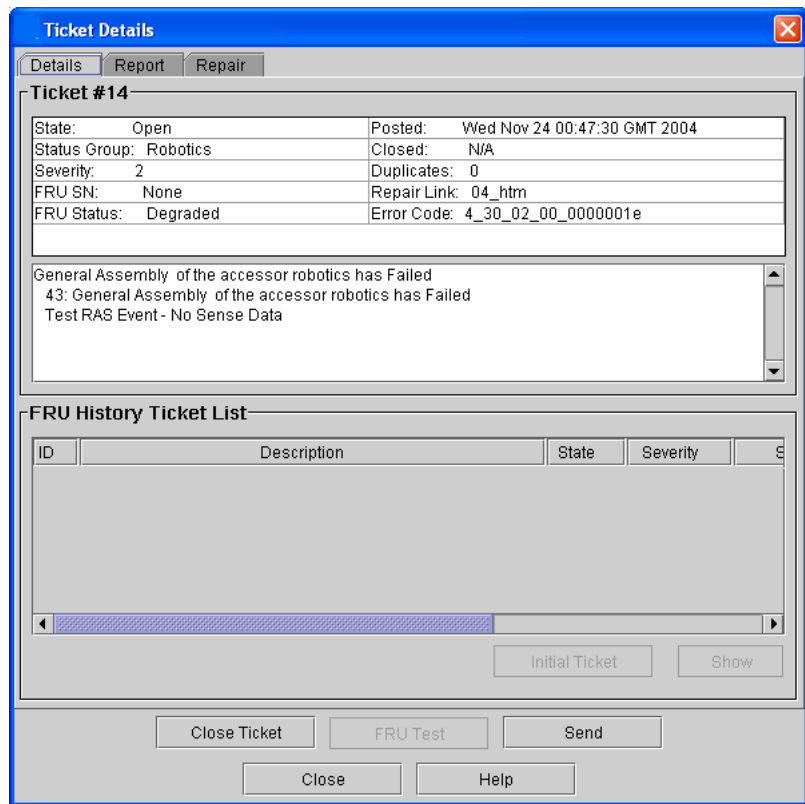 Ticket Details
Details Report Repair
Ticket #14
State: Open Posted: Wed Nov 24 00:47:30 GMT 2004
Status Group: Robotics Closed: N/A
Severity: 2 Duplicates: 0
FRU SN: None Repair Link: 04_htm
FRU Status: Degraded Error Code: 4_30_02_00_0000001e
General Assembly of the accessor robotics has Failed
43: General Assembly of the accessor robotics has Failed
Test RAS Event - No Sense Data
FRU History Ticket List
ID Description State Severity S
Initial Ticket Show
Close Ticket FRU Test Send
Close Help